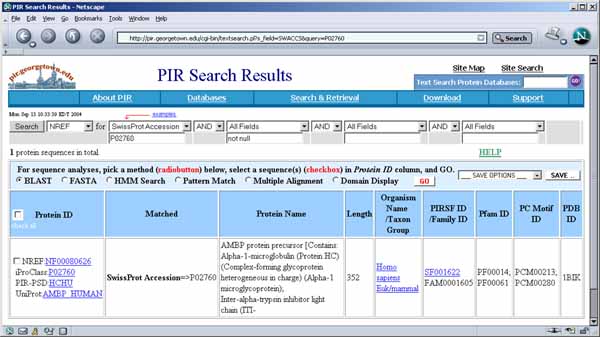 PIR Search Results - Netscape
File Edit View Go Bookmarks Tools Window Help
http://pir.georgetown.edu/cgi-bin/textsearch.pl?s_field=SWACCS&query=P02760 Search
pir.georgetown.edu
PIR Search Results
Site Map Site Search
Text Search Protein Databases: GO
About PIR Databases Search & Retrieval Download Support
Mon Sep 13 10:33:39 EDT 2004 examples
Search NREF for SwissProt Accession AND All Fields AND All Fields AND All Fields
P02760 not null
1 protein sequences in total. HELP
For sequence analyses, pick a method (radiobutton) below, select a sequence(s) (checkbox) in Protein ID column, and GO.
BLAST FASTA HMM Search Pattern Match Multiple Alignment Domain Display GO
__ SAVE OPTIONS __ SAVE ..
Protein ID
check all
Matched
Protein Name
Length
Organism
Name
/Taxon
Group
PIRSF ID
/Family ID
Pfam ID
PC Motif
ID
PDB
ID
NREF:NF00080626
iProClass:P02760
PIR-PSD:HCHU
UniProt:AMBP_HUMAN
SwissProt Accession=>P02760
AMBP protein precursor [Contains:
Alpha-1-microglobulin (Protein HC)
(Complex-forming glycoprotein
heterogeneous in charge) (Alpha-1
microglycoprotein);
Inter-alpha-trypsin inhibitor light
chain (ITI-
352
Homo
sapiens
Euk/mammal
SF001622
FAM0001605
PF00014;
PF00061
PCM00213;
PCM00280
1BIK